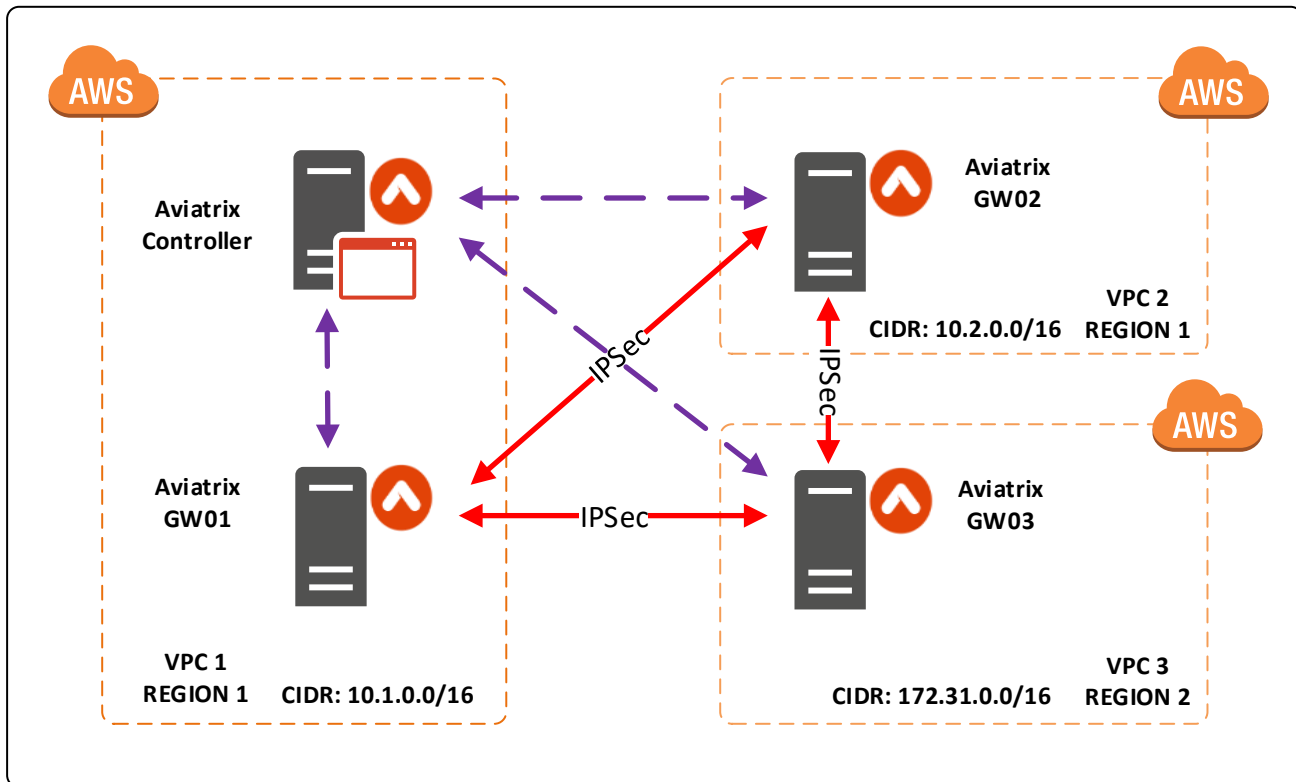 AWS
AWS
Aviatrix
Controller
Aviatrix
GW02
VPC 2
CIDR: 10.2.0.0/16
REGION 1
IPSec
IPSec
AWS
Aviatrix
GW01
IPSec
Aviatrix
GW03
VPC 1
REGION 1
CIDR: 10.1.0.0/16
VPC 3
CIDR: 172.31.0.0/16
REGION 2